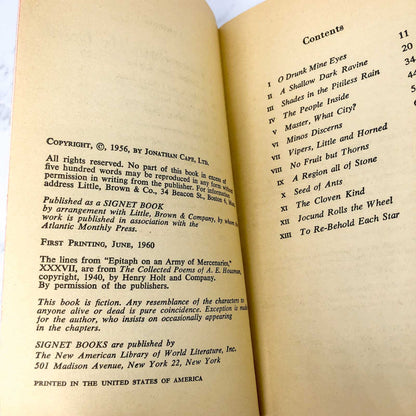 COPYRIGHT, ©, 1956, BY JONATHAN CAPE, LTD.
All rights reserved. No part of this book in excess of
five hundred words may be reproduced in any form without
permission in writing from the publisher. For information
address Little, Brown & Co., 34 Beacon St., Boston 6, Mass.
Published as a SIGNET BOOK
by arrangement with Little, Brown & Company, by whom
work is published in association with the
Atlantic Monthly Press.
FIRST PRINTING, JUNE, 1960
The lines from "Epitaph on an Army of Mercenaries,"
XXXVII, are from The Collected Poems of A. E. Housman,
copyright, 1940, by Henry Holt and Company.
By permission of the publishers.
This book is fiction. Any resemblance of the characters to
anyone alive or dead is pure coincidence. Exception is made
for the author, who insists on occasionally appearing
in the chapters.
SIGNET BOOKS are published by
The New American Library of World Literature, Inc.
501 Madison Avenue, New York 22, New York
PRINTED IN THE UNITED STATES OF AMERICA
Contents
I O Drunk Mine Eyes 11
II A Shallow Dark Ravine 20
III Shades in the Pitiless Rain 34
IV The People Inside 44
V Master, What City?
VI Minos Discerns
VII Vipers, Little and Horned
VIII No Fruit but Thorns
IX A Region all of Stone
X Seed of Ants
XI The Cloven Kind
XII Jocund Rolls the Wheel
XIII To Re-Behold Each Star